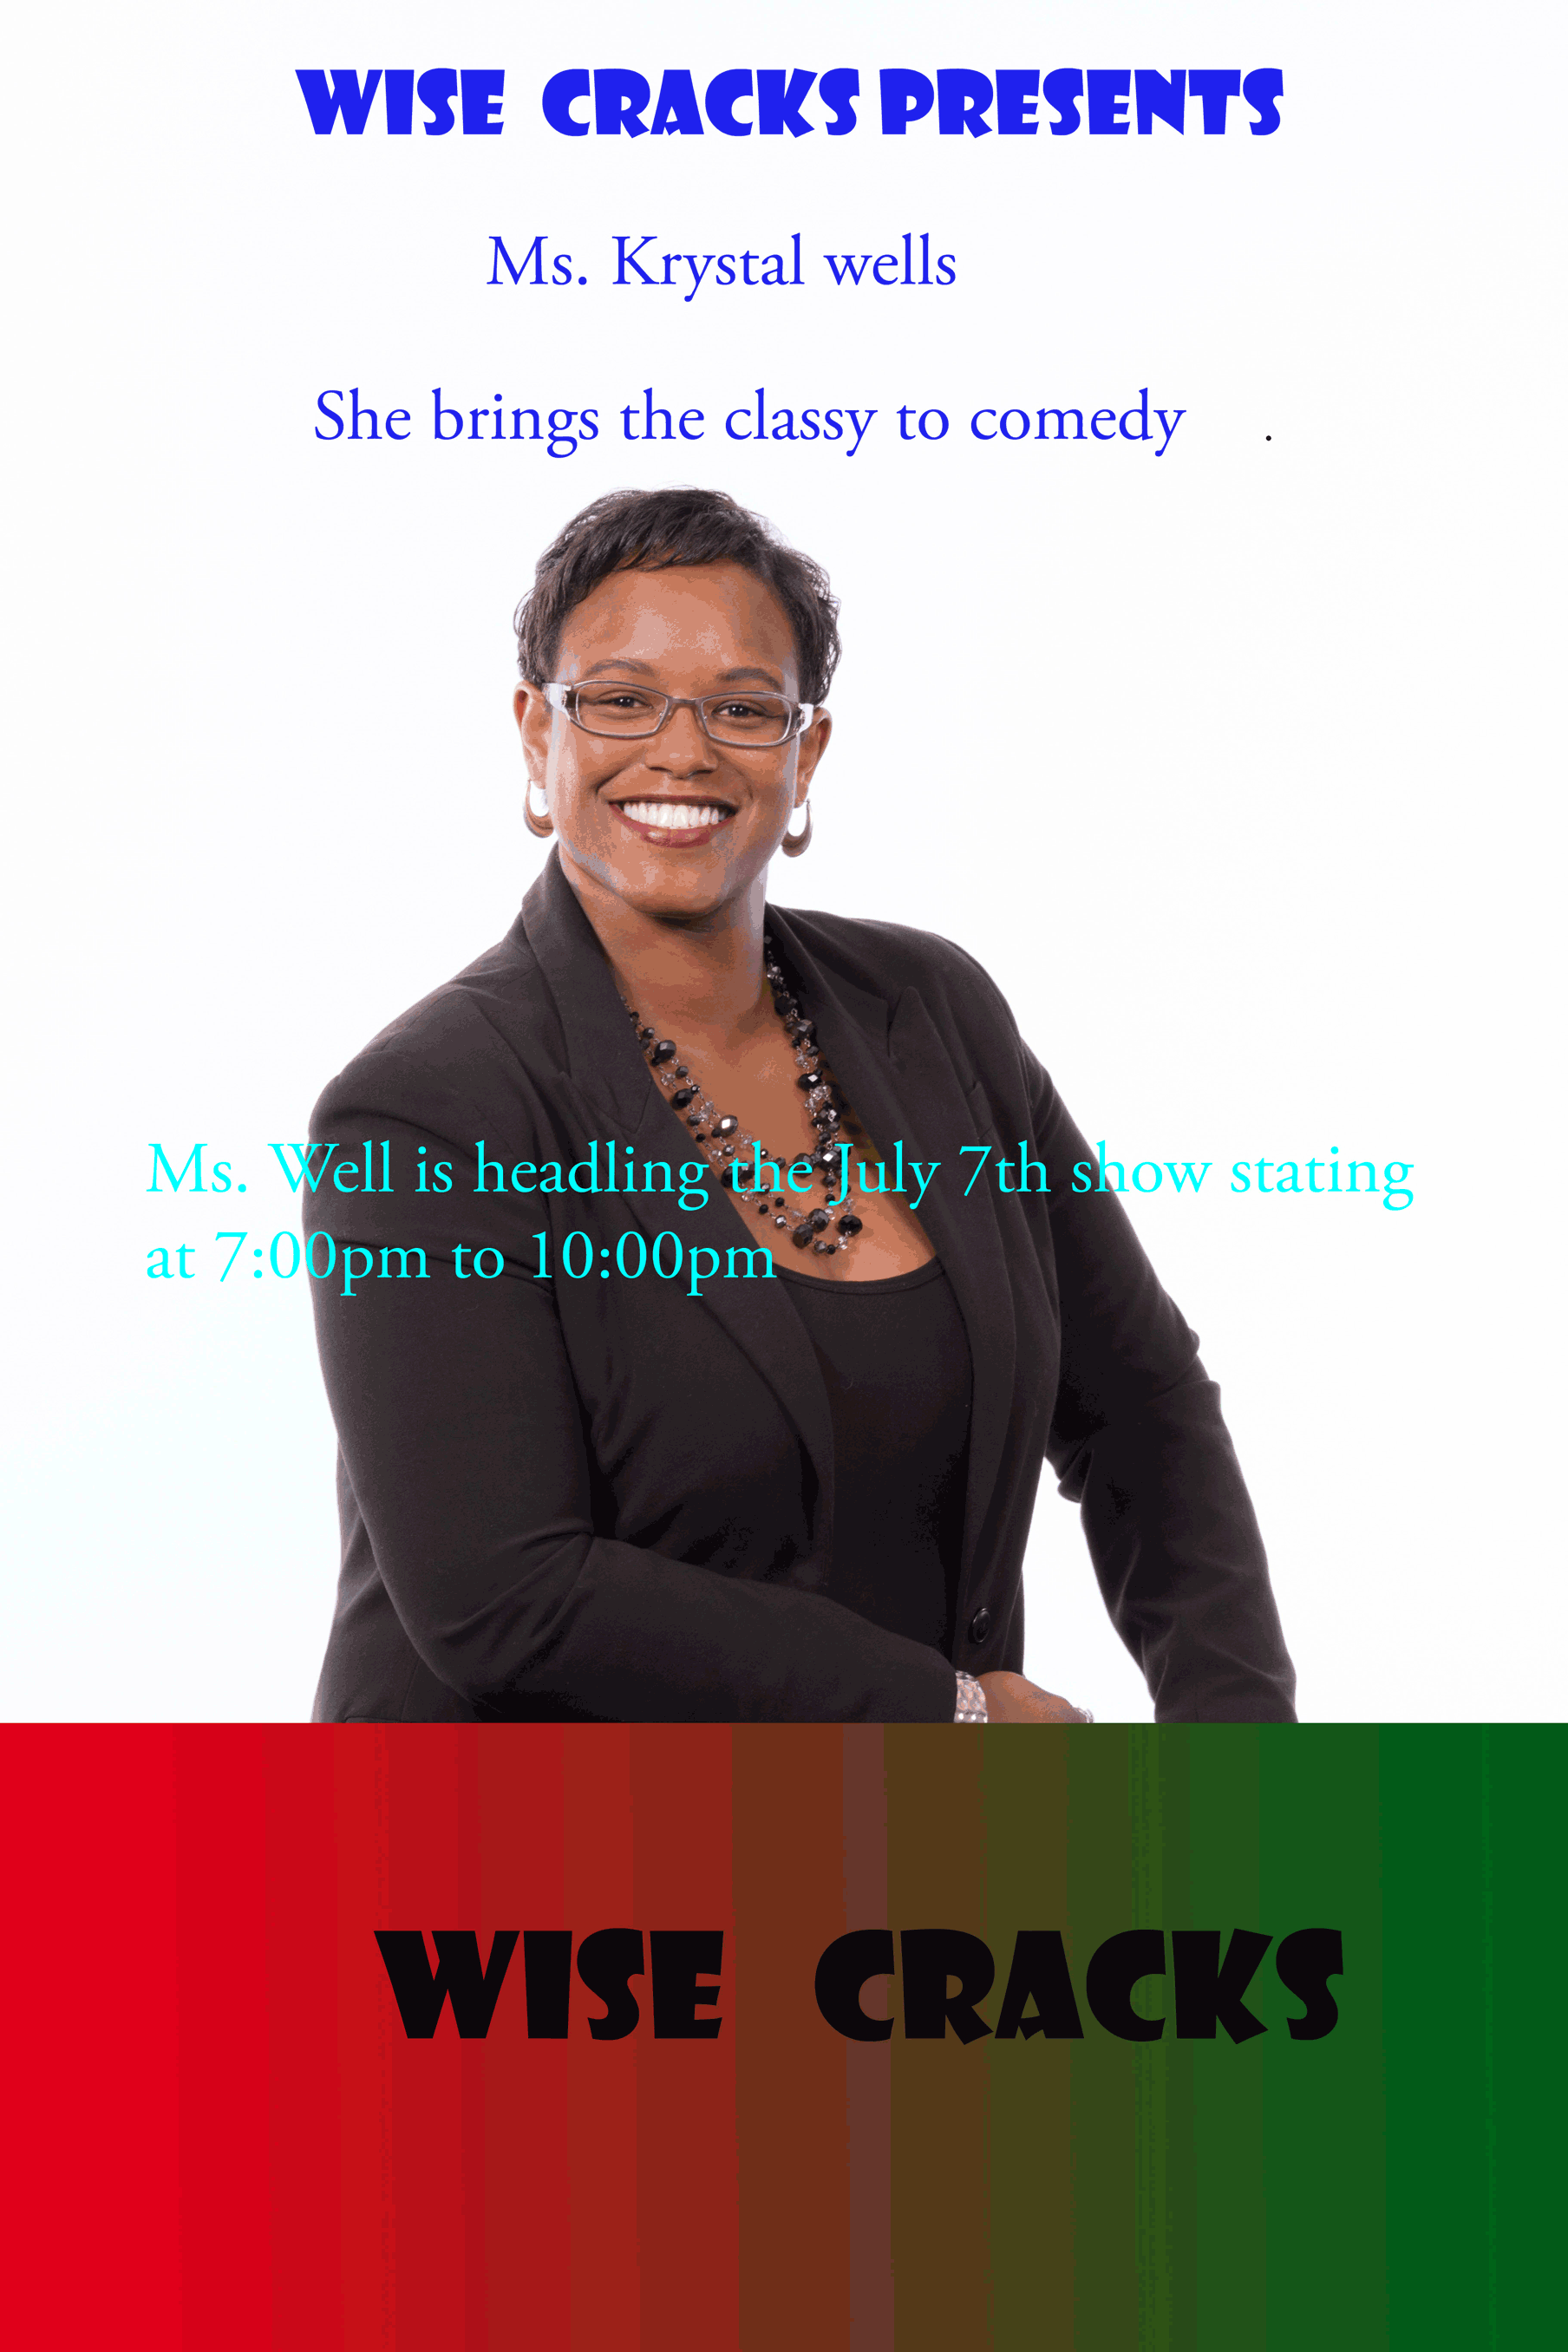 WISE CRACKS PRESENTS
Ms. Krystal wells
She brings the classy to comedy .
Ms. Well is headling the July 7th show stating
at 7:00pm to 10:00pm
WISE CRACKS